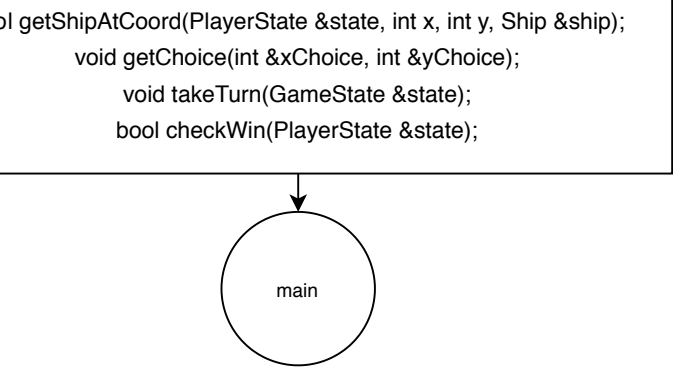 getShipAtCoord(PlayerState &state, int x, int y, Ship &ship);
void getChoice(int &xChoice, int &yChoice);
void takeTurn(GameState &state);
bool checkWin(PlayerState &state);
main